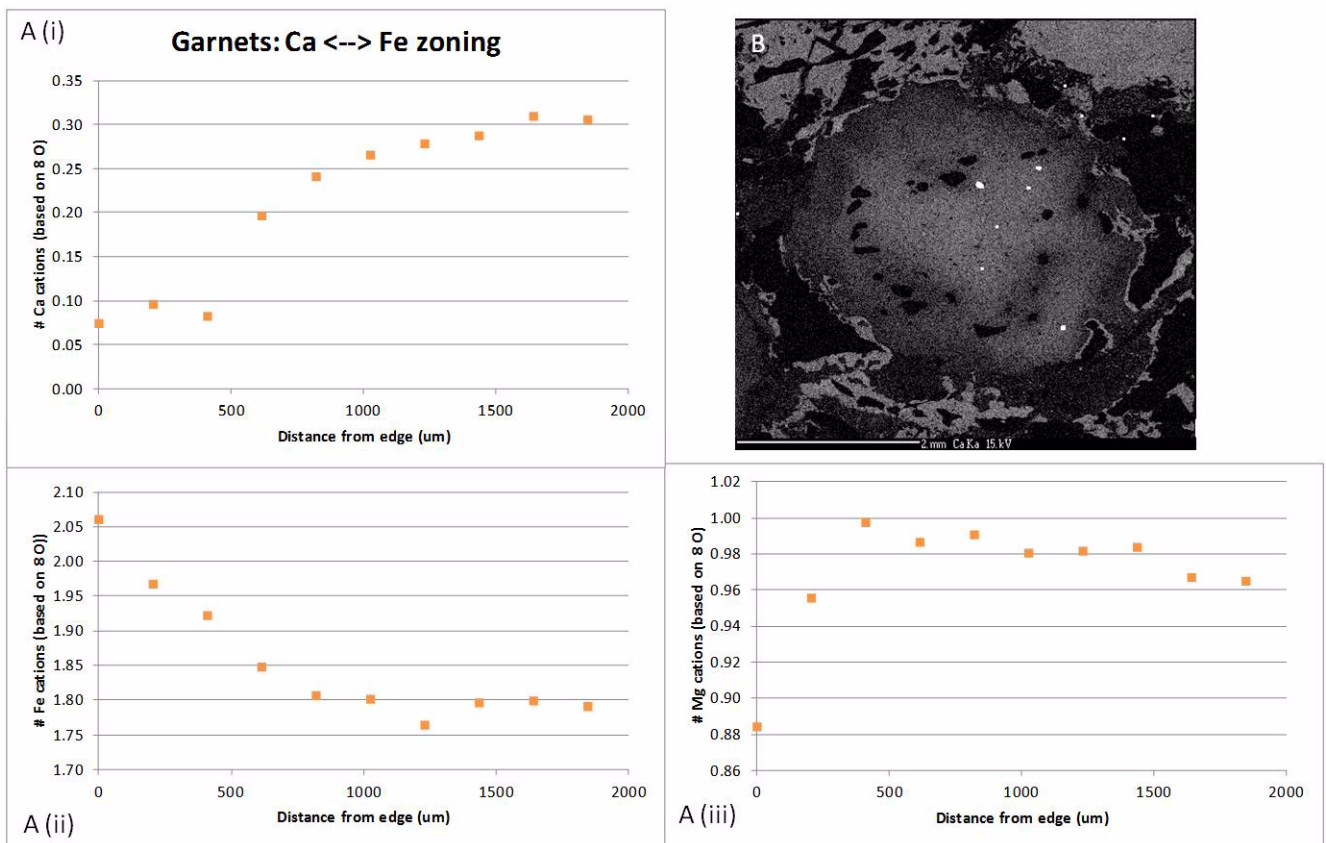 A (i)
Garnets: Ca <--> Fe zoning
# Ca cations (based on 8 O)
0.35
0.30
0.25
0.20
0.15
0.10
0.05
0.00
0 500 1000 1500 2000
Distance from edge (um)
B
2 mm CaKa 15 kV
# Fe cations (based on 8 O))
2.10
2.05
2.00
1.95
1.90
1.85
1.80
1.75
1.70
0 500 1000 1500 2000
Distance from edge (um)
A (ii)
# Mg cations (based on 8 O)
1.02
1.00
0.98
0.96
0.94
0.92
0.90
0.88
0.86
0 500 1000 1500 2000
Distance from edge (um)
A (iii)